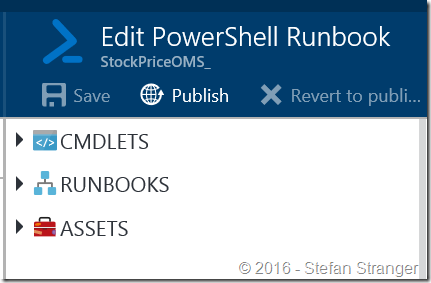 Edit PowerShell Runbook
StockPriceOMS_
Save Publish Revert to publi...
CMDLETS
RUNBOOKS
ASSETS
© 2016 - Stefan Stranger